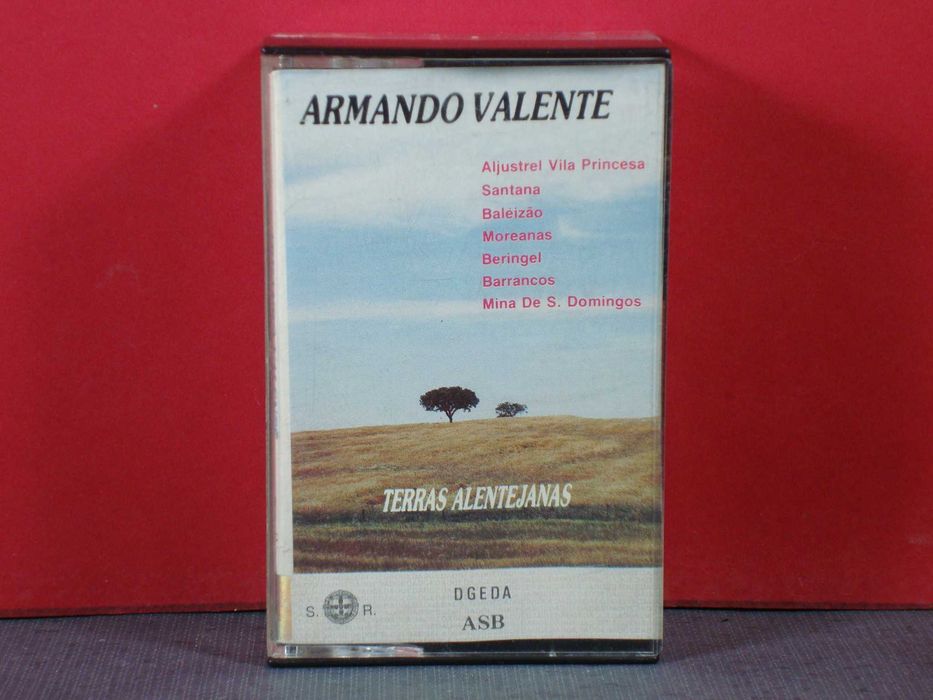 ARMANDO VALENTE
Aljustrel Vila Princesa
Santana
Baleizão
Moreanas
Beringel
Barrancos
Mina De S. Domingos
TERRAS ALENTEJANAS
S. R.
DGEDA
ASB